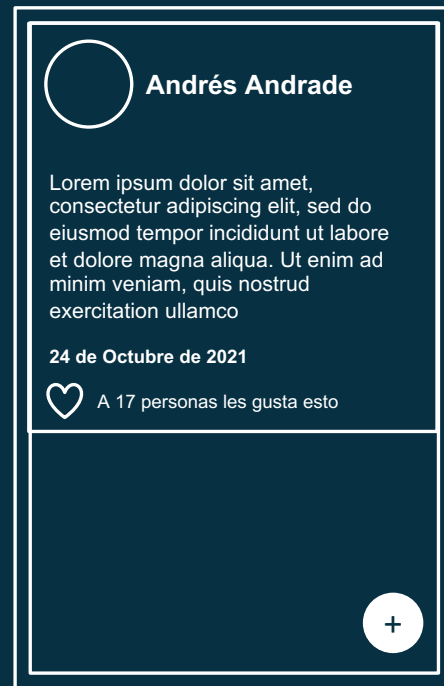 Andrés Andrade
Lorem ipsum dolor sit amet,
consectetur adipiscing elit, sed do
eiusmod tempor incididunt ut labore
et dolore magna aliqua. Ut enim ad
minim veniam, quis nostrud
exercitation ullamco
24 de Octubre de 2021
A 17 personas les gusta esto
+